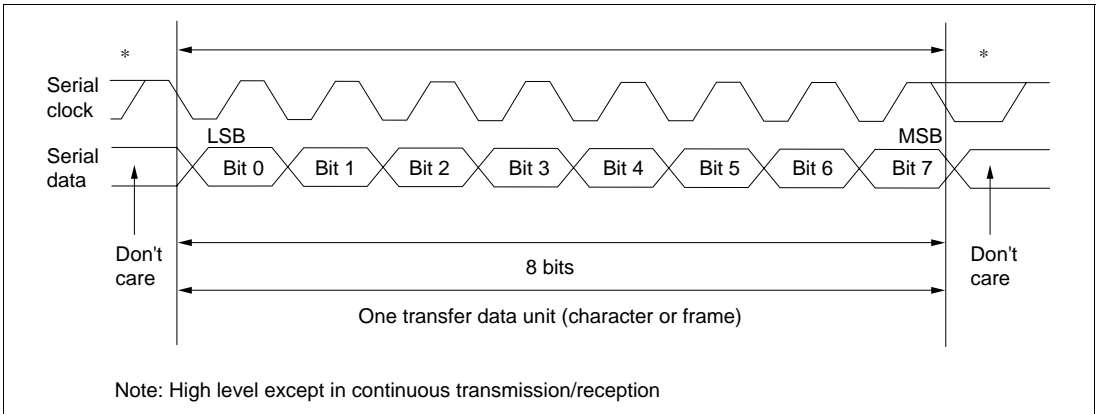 *
*
Serial
clock
LSB
MSB
Serial
data
Bit 0
Bit 1
Bit 2
Bit 3
Bit 4
Bit 5
Bit 6
Bit 7
Don't
care
8 bits
Don't
care
One transfer data unit (character or frame)
Note: High level except in continuous transmission/reception